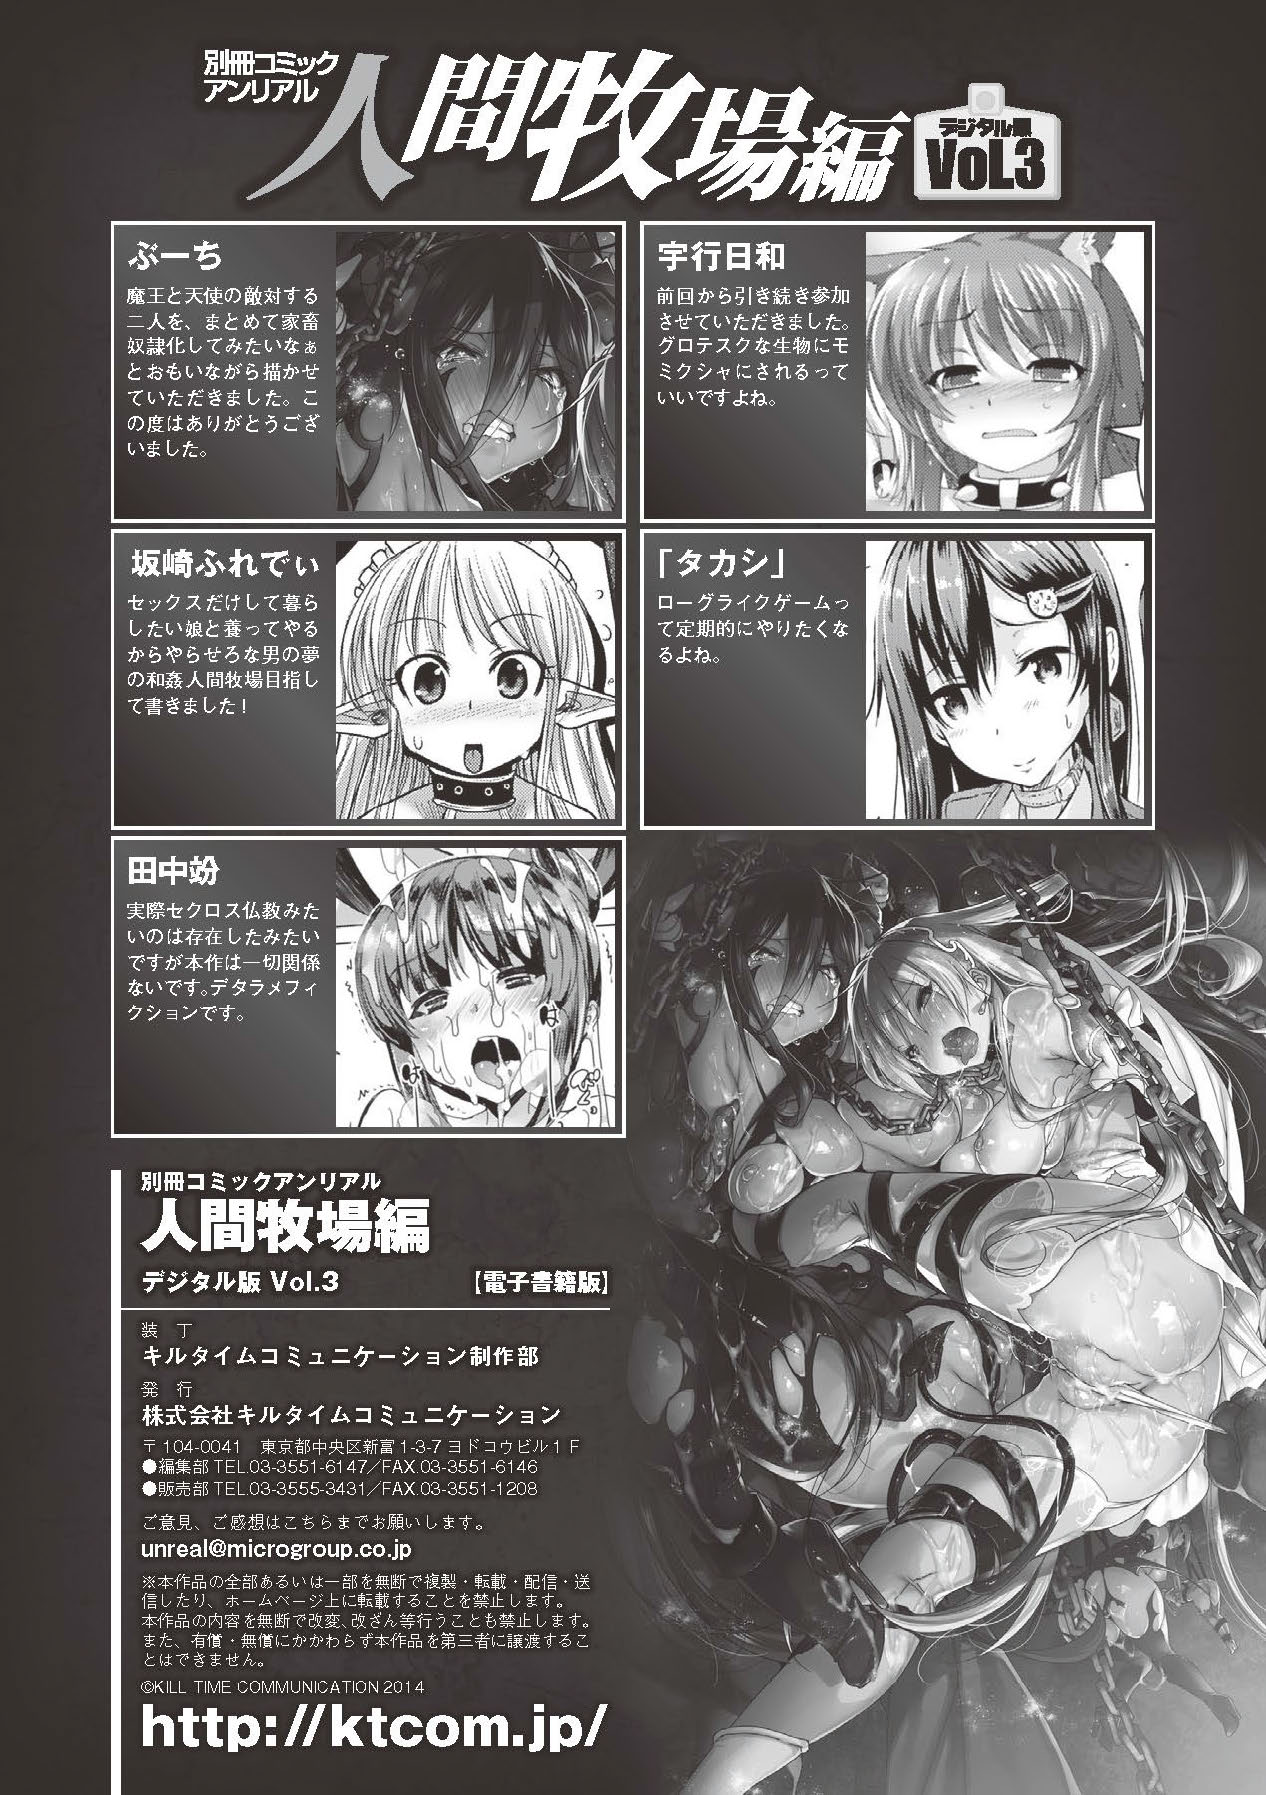 別冊コミック
アンリアル
人間牧場編
デジタル版
VOL.3
ぶーち
魔王と天使の敵対する
二人を、まとめて家畜
奴隷化してみたいなぁ
とおもいながら描かせ
ていただきました。こ
の度はありがとうござ
いました。
宇行日和
前回から引き続き参加
させていただきました。
グロテスクな生物にモ
ミクシャにされるって
いいですよね。
坂崎ふれでぃ
セックスだけして暮ら
したい娘と養ってやる
からやらせろな男の夢
の和姦人間牧場目指し
て書きました!
「タカシ」
ローグライクゲームっ
て定期的にやりたくな
るよね。
田中竕
実際セクロス仏教みた
いのは存在したみたい
ですが本作は一切関係
ないです。デタラメフィ
クションです。
別冊コミックアンリアル
人間牧場編
デジタル版 Vol.3 【電子書籍版】
装 丁
キルタイムコミュニケーション制作部
発 行
株式会社キルタイムコミュニケーション
〒104-0041 東京都中央区新富1-3-7ヨドコウビル1F
●編集部 TEL.03-3551-6147/FAX.03-3551-6146
●販売部 TEL.03-3555-3431/FAX.03-3551-1208
ご意見、ご感想はこちらまでお願いします。
unreal@microgroup.co.jp
※本作品の全部あるいは一部を無断で複製・転載・配信・送
信したり、ホームページ上に転載することを禁止します。
本作品の内容を無断で改変、改ざん等行うことも禁止します。
また、有償・無償にかかわらず本作品を第三者に譲渡するこ
とはできません。
©KILL TIME COMMUNICATION 2014
http://ktcom.jp/